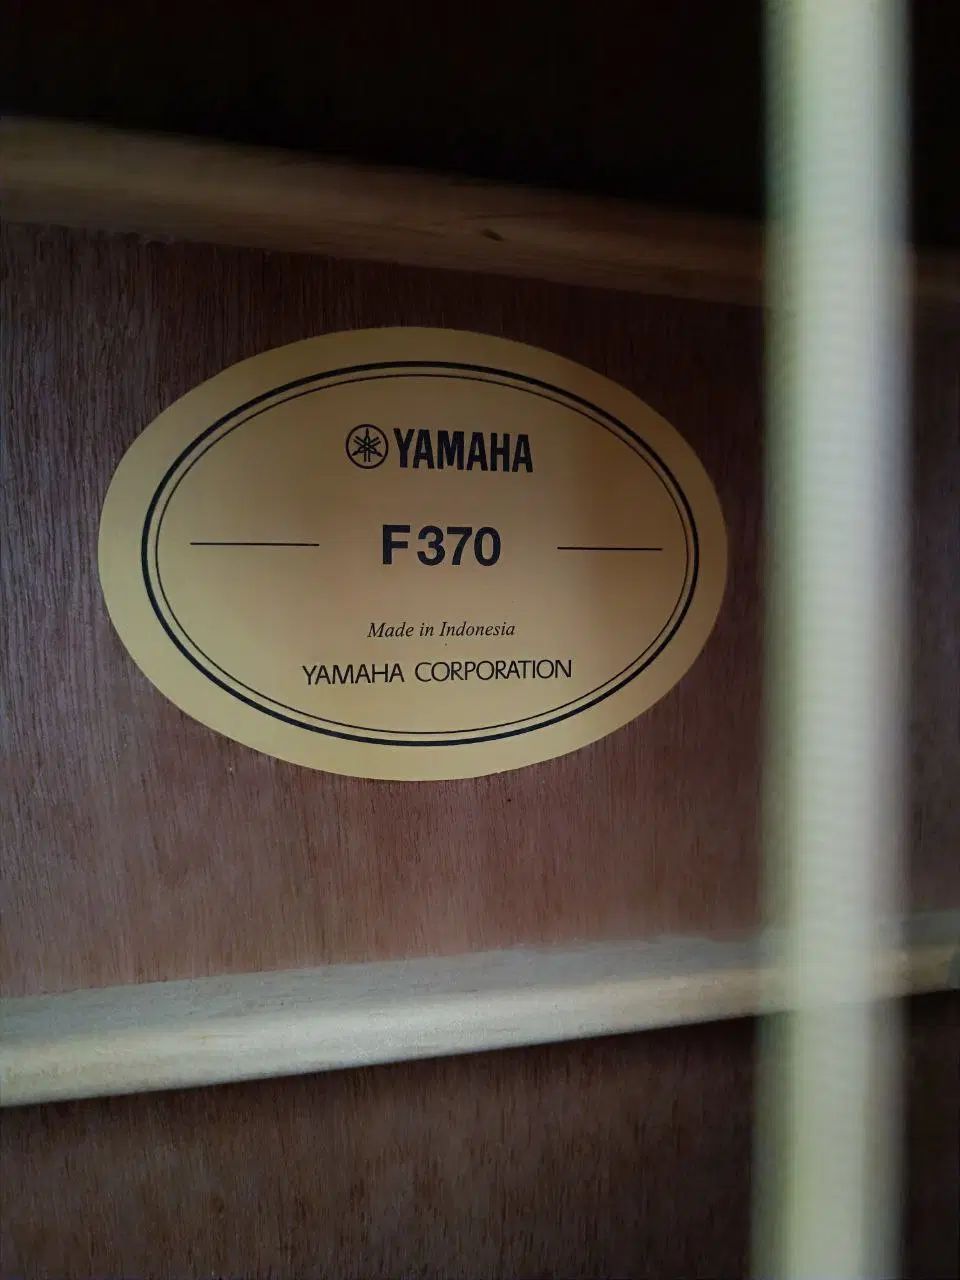 YAMAHA
F370
Made in Indonesia
YAMAHA CORPORATION